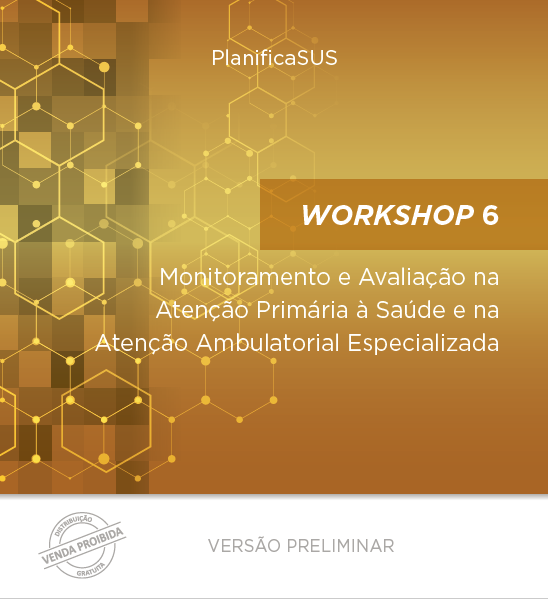 PlanificaSUS
WORKSHOP 6
Monitoramento e Avaliação na
Atenção Primária à Saúde e na
Atenção Ambulatorial Especializada
DISTRIBUIÇÃO
VENDA PROIBIDA
GRATUITA
VERSÃO PRELIMINAR